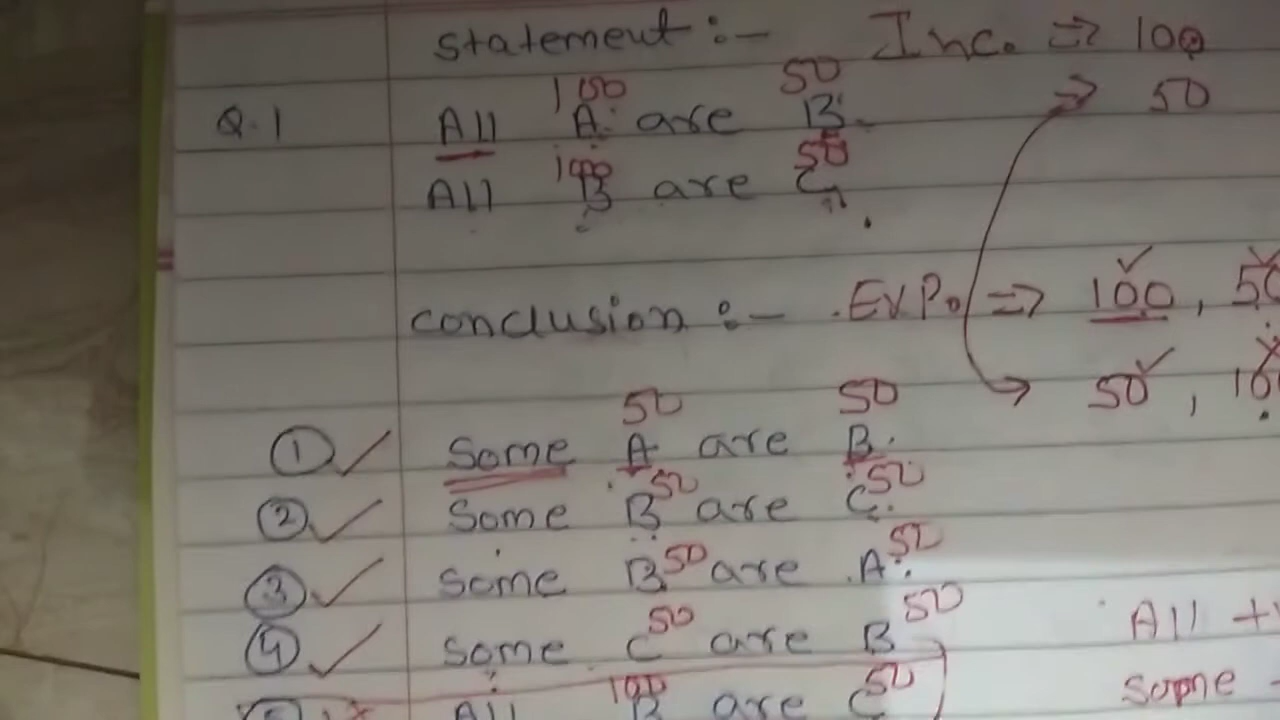 Statement :- Inc. ⇒ 100
⇒ 50
100 50
Q.1 All A are B.
100 50
All B are C.
Conclusion :- Exp. ⇒ 100, 50
50, 100
50 50
① ✓ Some A are B.
50 50
② ✓ Some B are C.
50 50
③ ✓ Some B are A.
50 50
④ ✓ Some C are B
100 50
All B are C
All +
Some -